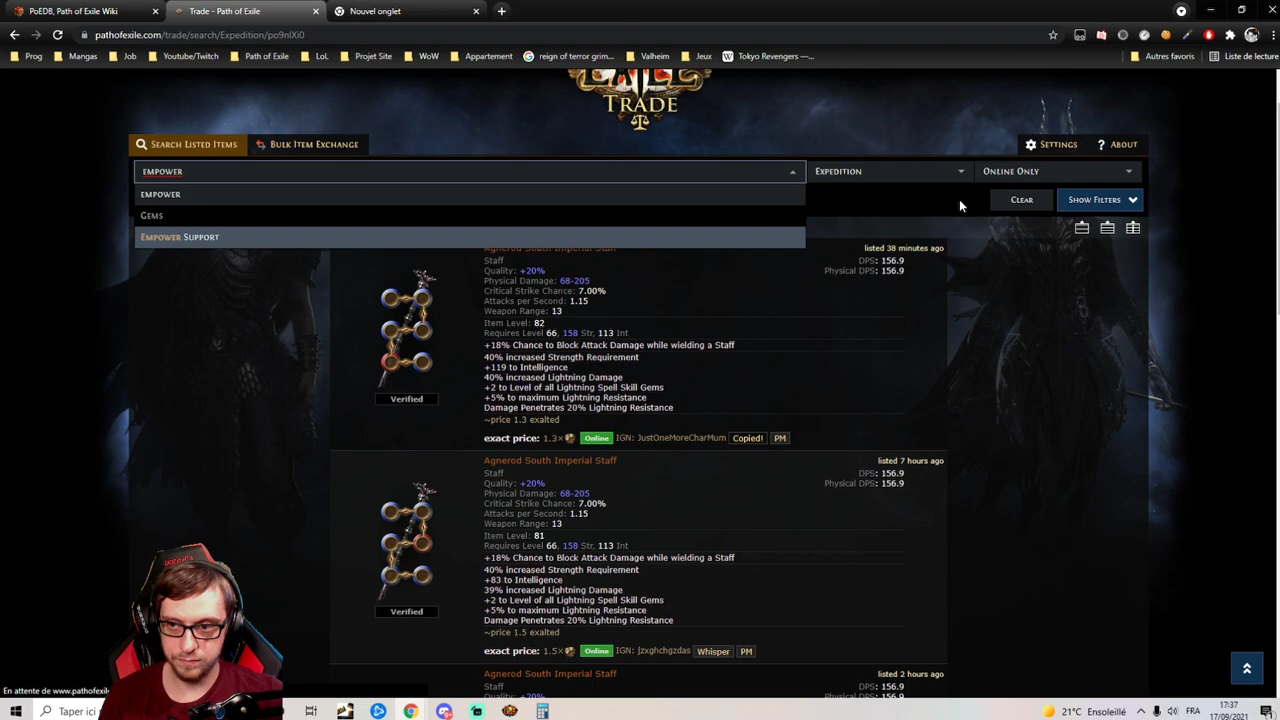 PoEDB, Path of Exile Wiki
Trade - Path of Exile
Nouvel onglet
pathofexile.com/trade/search/Expedition/po9nlXi0
Prog
Mangas
Job
Youtube/Twitch
Path of Exile
LoL
Projet Site
WoW
Appartement
reign of terror grim...
Valheim
Jeux
Tokyo Revengers —...
Autres favoris
Liste de lecture
TRADE
Search Listed Items
Bulk Item Exchange
Settings
? About
EMPOWER
Expedition
Online Only
EMPOWER
Clear
Show Filters
Gems
Empower Support
Agnerod South Imperial Staff
listed 38 minutes ago
Staff
DPS: 156.9
Quality: +20%
Physical DPS: 156.9
Physical Damage: 68-205
Critical Strike Chance: 7.00%
Attacks per Second: 1.15
Weapon Range: 13
Item Level: 82
Requires Level 66, 158 Str, 113 Int
+18% Chance to Block Attack Damage while wielding a Staff
40% increased Strength Requirement
+119 to Intelligence
40% increased Lightning Damage
+2 to Level of all Lightning Spell Skill Gems
+5% to maximum Lightning Resistance
Damage Penetrates 20% Lightning Resistance
~price 1.3 exalted
Verified
exact price: 1.3× Online IGN: JustOneMoreCharMum Copied! PM
Agnerod South Imperial Staff
listed 7 hours ago
Staff
DPS: 156.9
Quality: +20%
Physical DPS: 156.9
Physical Damage: 68-205
Critical Strike Chance: 7.00%
Attacks per Second: 1.15
Weapon Range: 13
Item Level: 81
Requires Level 66, 158 Str, 113 Int
+18% Chance to Block Attack Damage while wielding a Staff
40% increased Strength Requirement
+83 to Intelligence
39% increased Lightning Damage
+2 to Level of all Lightning Spell Skill Gems
+5% to maximum Lightning Resistance
Damage Penetrates 20% Lightning Resistance
~price 1.5 exalted
Verified
exact price: 1.5× Online IGN: Jzxghchgzdas Whisper PM
Agnerod South Imperial Staff
listed 2 hours ago
Staff
DPS: 156.9
En attente de www.pathofexile.
Taper ici
21°C Ensoleillé
FRA
17:37
17/09/2021